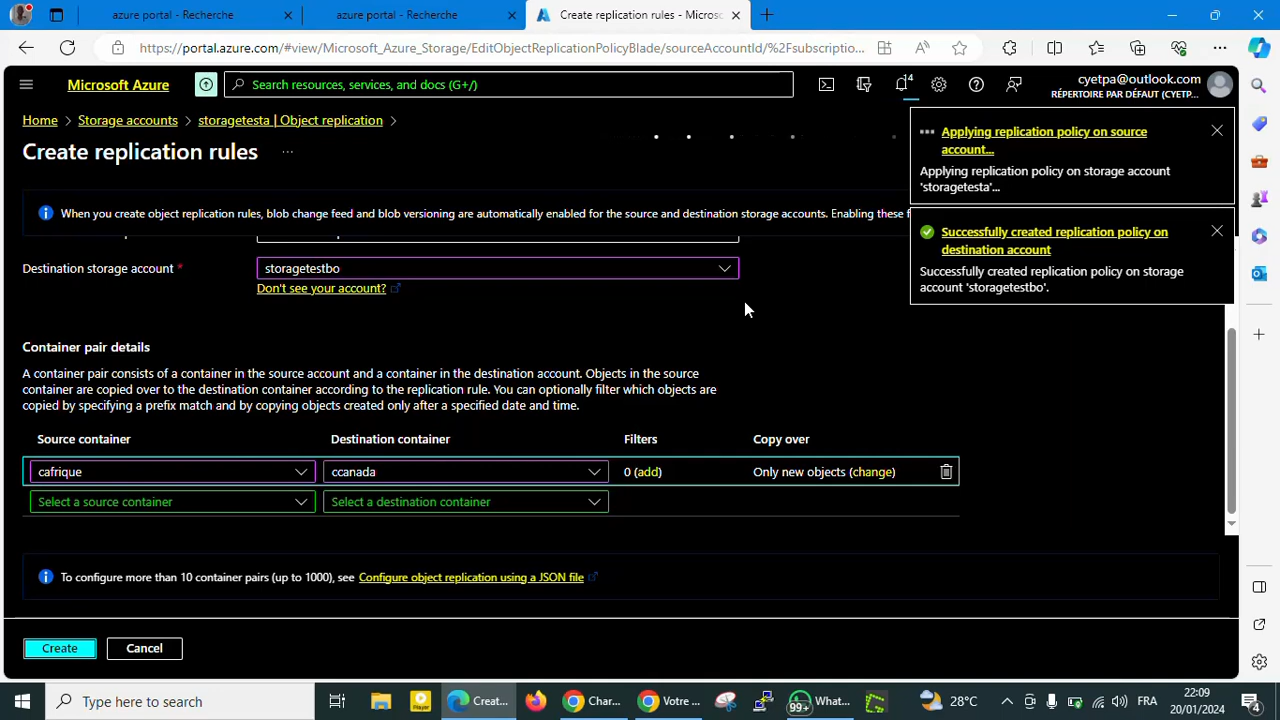 azure portal - Recherche
azure portal - Recherche
Create replication rules - Microso
https://portal.azure.com/#view/Microsoft_Azure_Storage/EditObjectReplicationPolicyBlade/sourceAccountId/%2Fsubscriptio...
Microsoft Azure
Search resources, services, and docs (G+/)
14
cyetpa@outlook.com
RÉPERTOIRE PAR DÉFAUT (CYETP...
Home > Storage accounts > storagetesta | Object replication >
Create replication rules
...
Applying replication policy on source
account...
Applying replication policy on storage account
'storagetesta'...
When you create object replication rules, blob change feed and blob versioning are automatically enabled for the source and destination storage accounts. Enabling these f
Successfully created replication policy on
destination account
Successfully created replication policy on storage
account 'storagetestbo'.
Destination storage account *
storagetestbo
Don't see your account?
Container pair details
A container pair consists of a container in the source account and a container in the destination account. Objects in the source
container are copied over to the destination container according to the replication rule. You can optionally filter which objects are
copied by specifying a prefix match and by copying objects created only after a specified date and time.
Source container Destination container Filters Copy over
cafrique ccanada 0 (add) Only new objects (change)
Select a source container Select a destination container
To configure more than 10 container pairs (up to 1000), see Configure object replication using a JSON file
Create Cancel
Type here to search
Creat...
Char...
Votre ...
99+
What...
28°C
FRA
22:09
20/01/2024
4